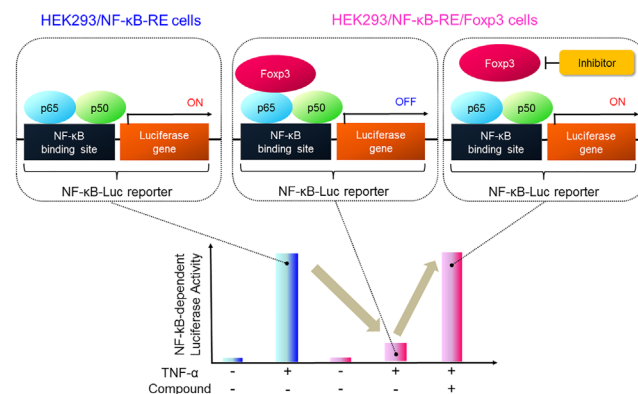 HEK293/NF-κB-RE cells
HEK293/NF-κB-RE/Foxp3 cells
p65
p50
ON
NF-κB
binding site
Luciferase
gene
NF-κB-Luc reporter
Foxp3
p65
p50
OFF
NF-κB
binding site
Luciferase
gene
NF-κB-Luc reporter
Foxp3
Inhibitor
p65
p50
ON
NF-κB
binding site
Luciferase
gene
NF-κB-Luc reporter
NF-kB-dependent
Luciferase Activity
TNF-α - + - + +
Compound - - - - +